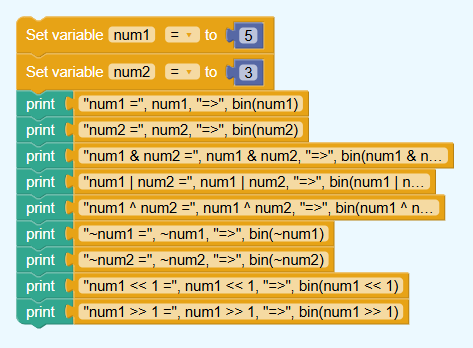 Set variable num1 = to 5
Set variable num2 = to 3
print "num1 =", num1, "=>", bin(num1)
print "num2 =", num2, "=>", bin(num2)
print "num1 & num2 =", num1 & num2, "=>", bin(num1 & n...
print "num1 | num2 =", num1 | num2, "=>", bin(num1 | n...
print "num1 ^ num2 =", num1 ^ num2, "=>", bin(num1 ^ n...
print "~num1 =", ~num1, "=>", bin(~num1)
print "~num2 =", ~num2, "=>", bin(~num2)
print "num1 << 1 =", num1 << 1, "=>", bin(num1 << 1)
print "num1 >> 1 =", num1 >> 1, "=>", bin(num1 >> 1)